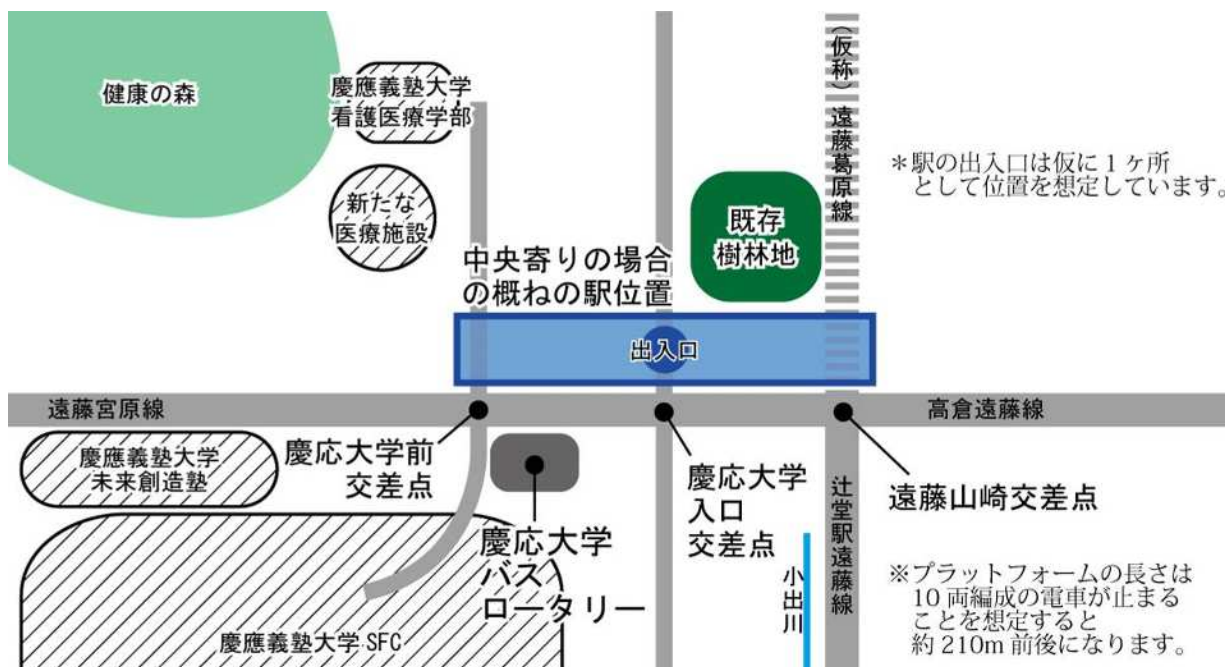 健康の森
慶應義塾大学
看護医療学部
新たな
医療施設
(仮称)遠藤葛原線
既存
樹林地
*駅の出入口は仮に1ヶ所
として位置を想定しています。
中央寄りの場合
の概ねの駅位置
出入口
遠藤宮原線
高倉遠藤線
慶應義塾大学
未来創造塾
慶応大学前
交差点
慶応大学
バス
ロータリー
慶応大学
入口
交差点
遠藤山崎交差点
辻堂駅遠藤線
小出川
慶應義塾大学 SFC
※プラットフォームの長さは
10両編成の電車が止まる
ことを想定すると
約210m前後になります。